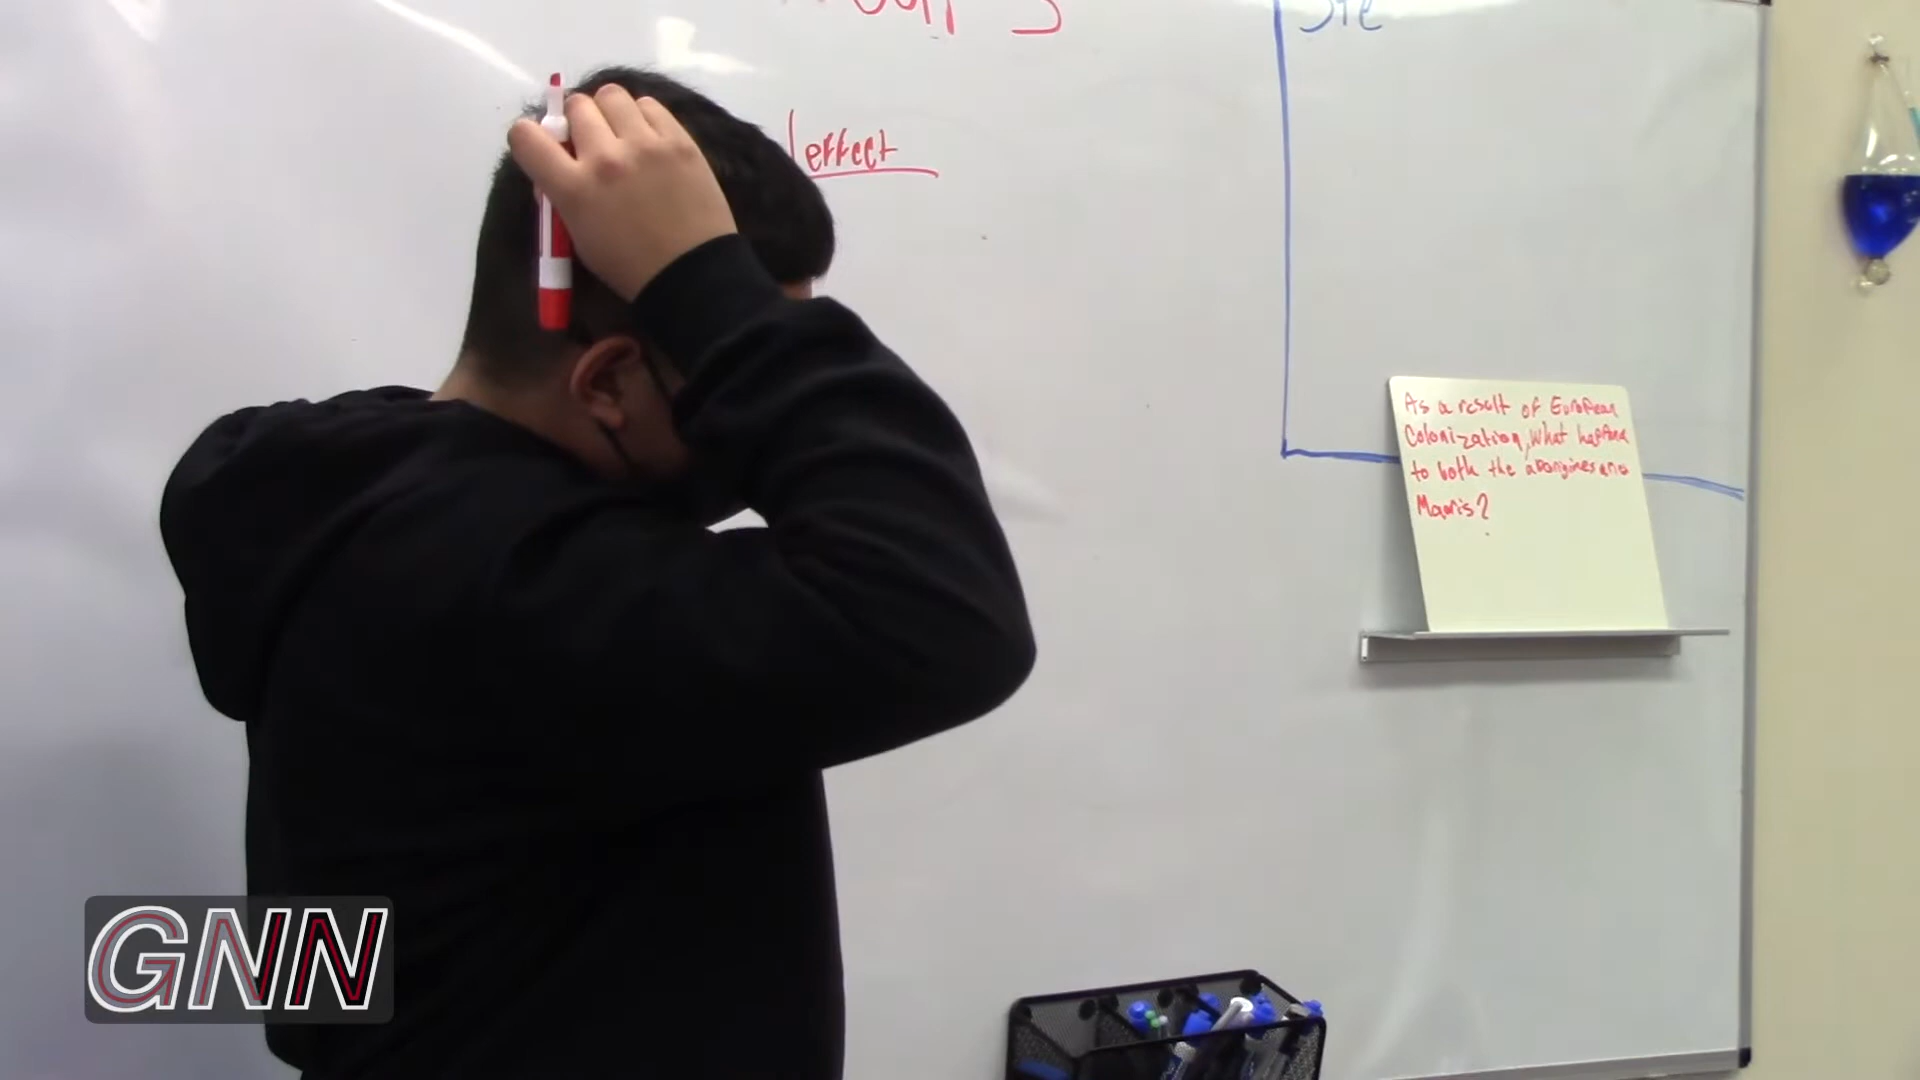 effect
As a result of European
Colonization, What happend
to both the aborigines and
Maoris?
GNN